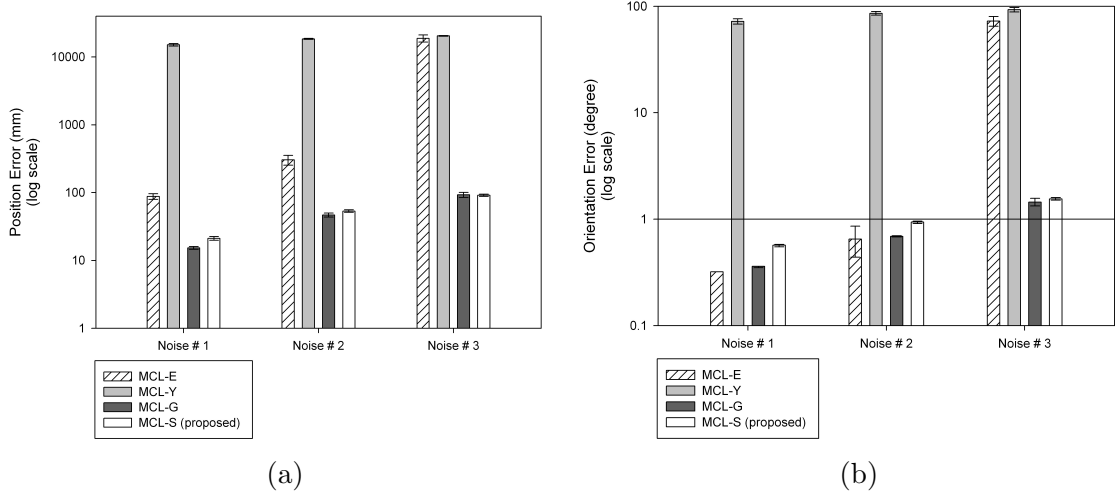 Position Error (mm)
(log scale)
10000
1000
100
10
1
Noise # 1
Noise # 2
Noise # 3
MCL-E
MCL-Y
MCL-G
MCL-S (proposed)
(a)
Orientation Error (degree)
(log scale)
100
10
1
0.1
Noise # 1
Noise # 2
Noise # 3
MCL-E
MCL-Y
MCL-G
MCL-S (proposed)
(b)